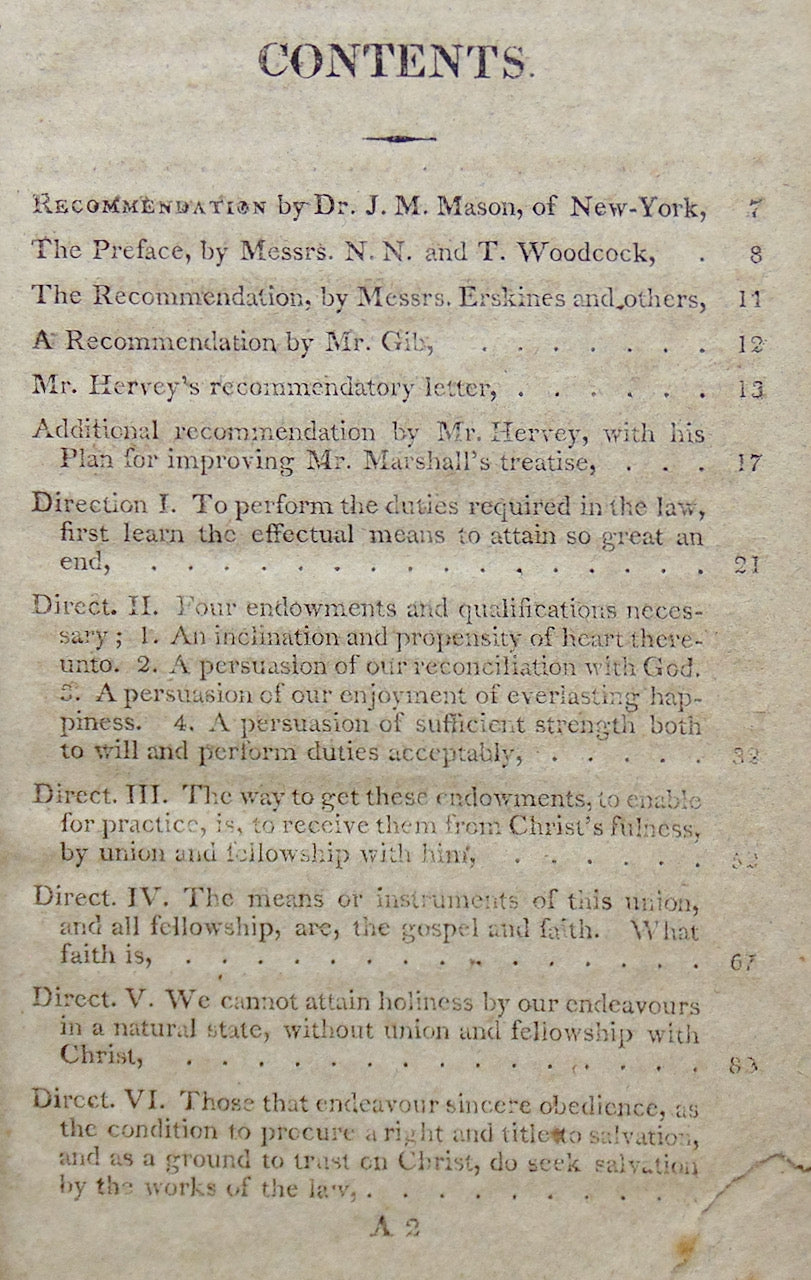 CONTENTS.
RECOMMENDATION by Dr. J. M. Mason, of New-York, 7
The Preface, by Messrs. N. N. and T. Woodcock, . 8
The Recommendation, by Messrs. Erskines and others, 11
A Recommendation by Mr. Gib, . . . . . . . 12
Mr. Hervey's recommendatory letter, . . . . . . 13
Additional recommendation by Mr. Hervey, with his
Plan for improving Mr. Marshall's treatise, . . . 17
Direction I. To perform the duties required in the law,
first learn the effectual means to attain so great an
end, . . . . . . . . . . . . . . . . 21
Direct. II. Four endowments and qualifications neces-
sary; 1. An inclination and propensity of heart there-
unto. 2. A persuasion of our reconciliation with God.
3. A persuasion of our enjoyment of everlasting hap-
piness. 4. A persuasion of sufficient strength both
to will and perform duties acceptably, . . . . .
Direct. III. The way to get these endowments, to enable
for practice, is, to receive them from Christ's fulness,
by union and fellowship with him, . . . . . .
Direct. IV. The means or instruments of this union,
and all fellowship, are, the gospel and faith. What
faith is, . . . . . . . . . . . . . . . 67
Direct. V. We cannot attain holiness by our endeavours
in a natural state, without union and fellowship with
Christ, . . . . . . . . . . . . . . . 83
Direct. VI. Those that endeavour sincere obedience, as
the condition to procure a right and title to salvation,
and as a ground to trust on Christ, do seek salvation
by the works of the law, . . . . . . . . . .
A 2